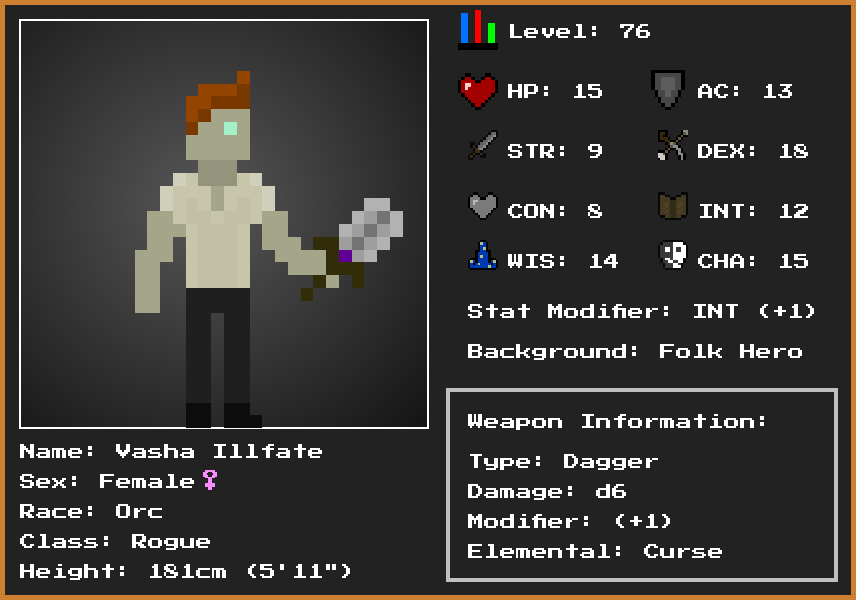 Level: 76
HP: 15 AC: 13
STR: 9 DEX: 18
CON: 8 INT: 12
WIS: 14 CHA: 15
Stat Modifier: INT (+1)
Background: Folk Hero
Weapon Information:
Type: Dagger
Damage: d6
Modifier: (+1)
Elemental: Curse
Name: Vasha Illfate
Sex: Female♀
Race: Orc
Class: Rogue
Height: 181cm (5'11")